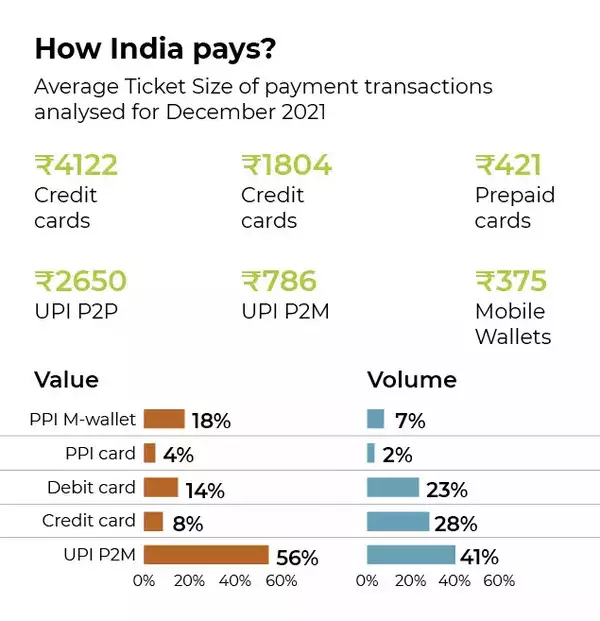 How India pays?
Average Ticket Size of payment transactions
analysed for December 2021
₹4122
Credit
cards
₹1804
Credit
cards
₹421
Prepaid
cards
₹2650
UPI P2P
₹786
UPI P2M
₹375
Mobile
Wallets
Value
Volume
PPI M-wallet 18% 7%
PPI card 4% 2%
Debit card 14% 23%
Credit card 8% 28%
UPI P2M 56% 41%
0% 20% 40% 60% 0% 20% 40% 60%